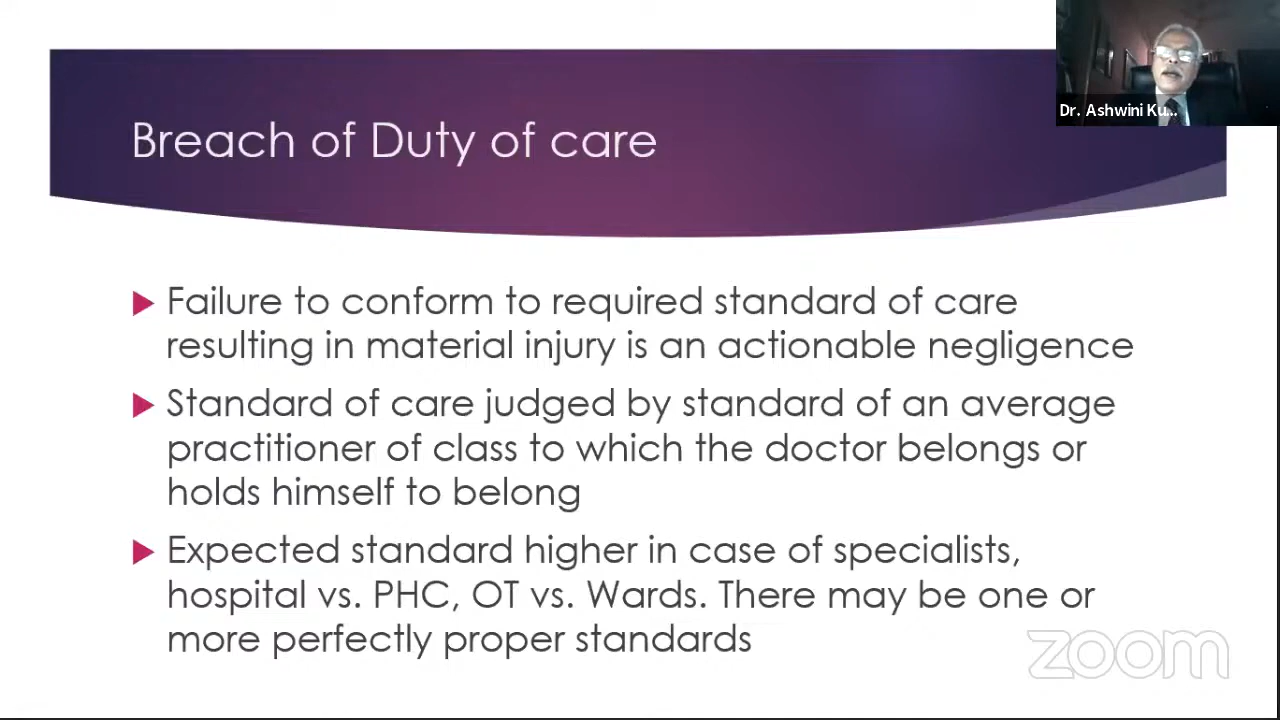 Dr. Ashwini Ku...
Breach of Duty of care
Failure to conform to required standard of care
resulting in material injury is an actionable negligence
Standard of care judged by standard of an average
practitioner of class to which the doctor belongs or
holds himself to belong
Expected standard higher in case of specialists,
hospital vs. PHC, OT vs. Wards. There may be one or
more perfectly proper standards
zoom